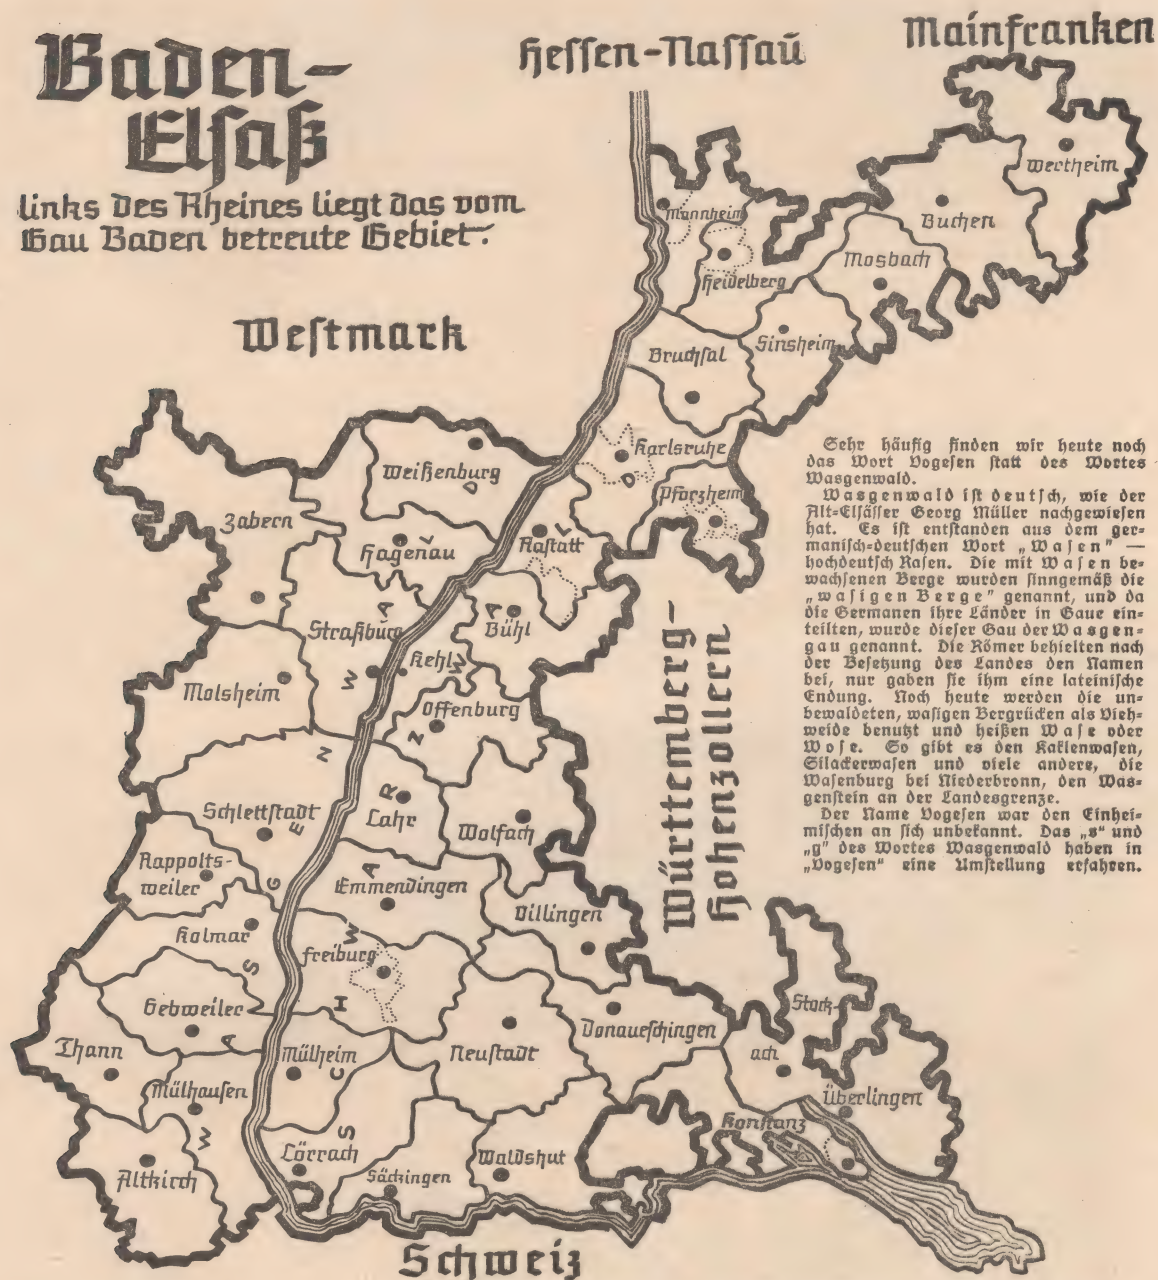 Baden-
Elsaß
links des Rheines liegt das vom
Gau Baden betreute Gebiet.
Hessen-Nassau
Mainfranken
Westmark
Württemberg-
Hohenzollern
Schweiz
Wertheim
Buchen
Mosbach
Mannheim
Heidelberg
Sinsheim
Bruchsal
Karlsruhe
Pforzheim
Weißenburg
Zabern
Hagenau
Rastatt
Straßburg
Bühl
Kehl
Molsheim
Offenburg
Schlettstadt
Lahr
Wolfach
Rappolts-
weiler
Emmendingen
Villingen
Kolmar
Freiburg
Gebweiler
Donaueschingen
Stock-
ach
Thann
Mülheim
Neustadt
Mülhausen
Überlingen
Konstanz
Lörrach
Waldshut
Altkirch
Säckingen
WASGENWALD
SCHWARZWALD
Sehr häufig finden wir heute noch
das Wort Vogesen statt des Wortes
Wasgenwald.
Wasgenwald ist deutsch, wie der
Alt-Elsässer Georg Müller nachgewiesen
hat. Es ist entstanden aus dem ger-
manisch-deutschen Wort „Wasen" —
hochdeutsch Rasen. Die mit Wasen be-
wachsenen Berge wurden sinngemäß die
„wasigen Berge" genannt, und da
die Germanen ihre Länder in Gaue ein-
teilten, wurde dieser Gau der Wasgen-
gau genannt. Die Römer behielten nach
der Besetzung des Landes den Namen
bei, nur gaben sie ihm eine lateinische
Endung. Noch heute werden die un-
bewaldeten, wasigen Bergrücken als Vieh-
weide benutzt und heißen Wase oder
Wose. So gibt es den Kahlenwasen,
Silackerwasen und viele andere, die
Wasenburg bei Niederbronn, den Was-
genstein an der Landesgrenze.
Der Name Vogesen war den Einhei-
mischen an sich unbekannt. Das „s" und
„g" des Wortes Wasgenwald haben in
„Vogesen" eine Umstellung erfahren.